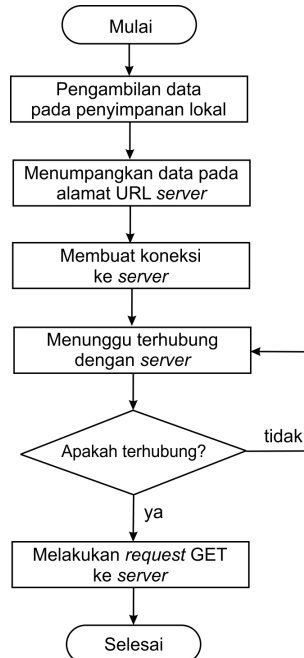 Mulai
Pengambilan data
pada penyimpanan lokal
Menumpangkan data pada
alamat URL server
Membuat koneksi
ke server
Menunggu terhubung
dengan server
Apakah terhubung?
tidak
ya
Melakukan request GET
ke server
Selesai